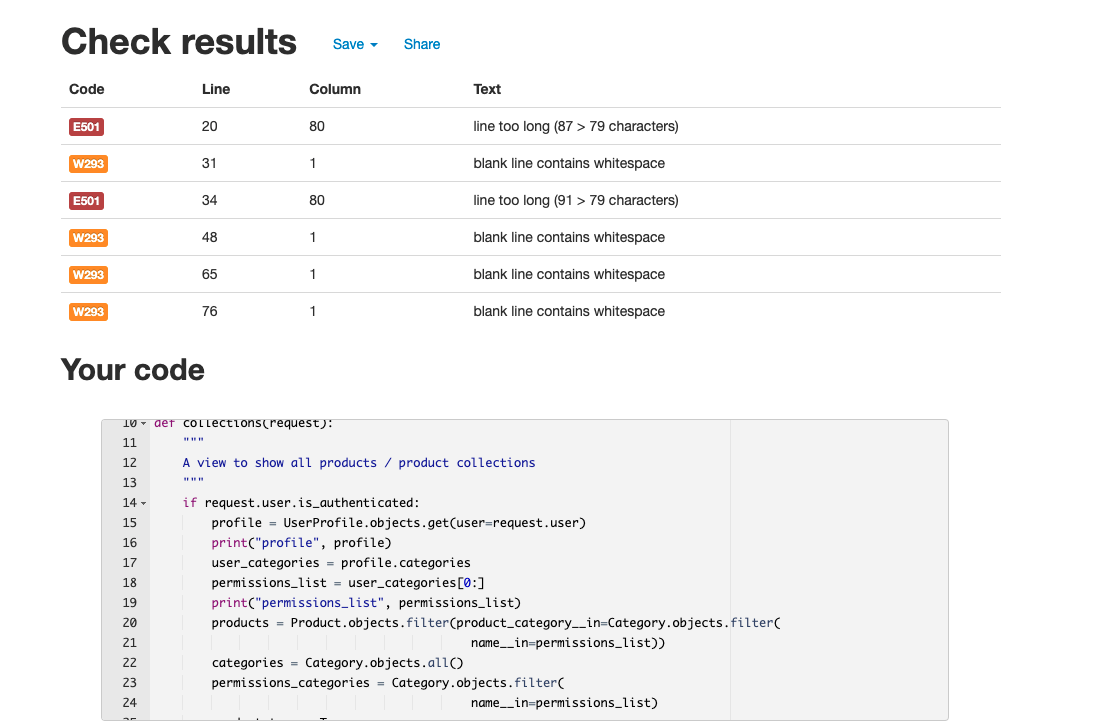 Check results Save Share
Code Line Column Text
E501 20 80 line too long (87 > 79 characters)
W293 31 1 blank line contains whitespace
E501 34 80 line too long (91 > 79 characters)
W293 48 1 blank line contains whitespace
W293 65 1 blank line contains whitespace
W293 76 1 blank line contains whitespace
Your code
10 def collections(request):
11 """
12 A view to show all products / product collections
13 """
14 if request.user.is_authenticated:
15 profile = UserProfile.objects.get(user=request.user)
16 print("profile", profile)
17 user_categories = profile.categories
18 permissions_list = user_categories[0:]
19 print("permissions_list", permissions_list)
20 products = Product.objects.filter(product_category__in=Category.objects.filter(
21 name__in=permissions_list))
22 categories = Category.objects.all()
23 permissions_categories = Category.objects.filter(
24 name__in=permissions_list)